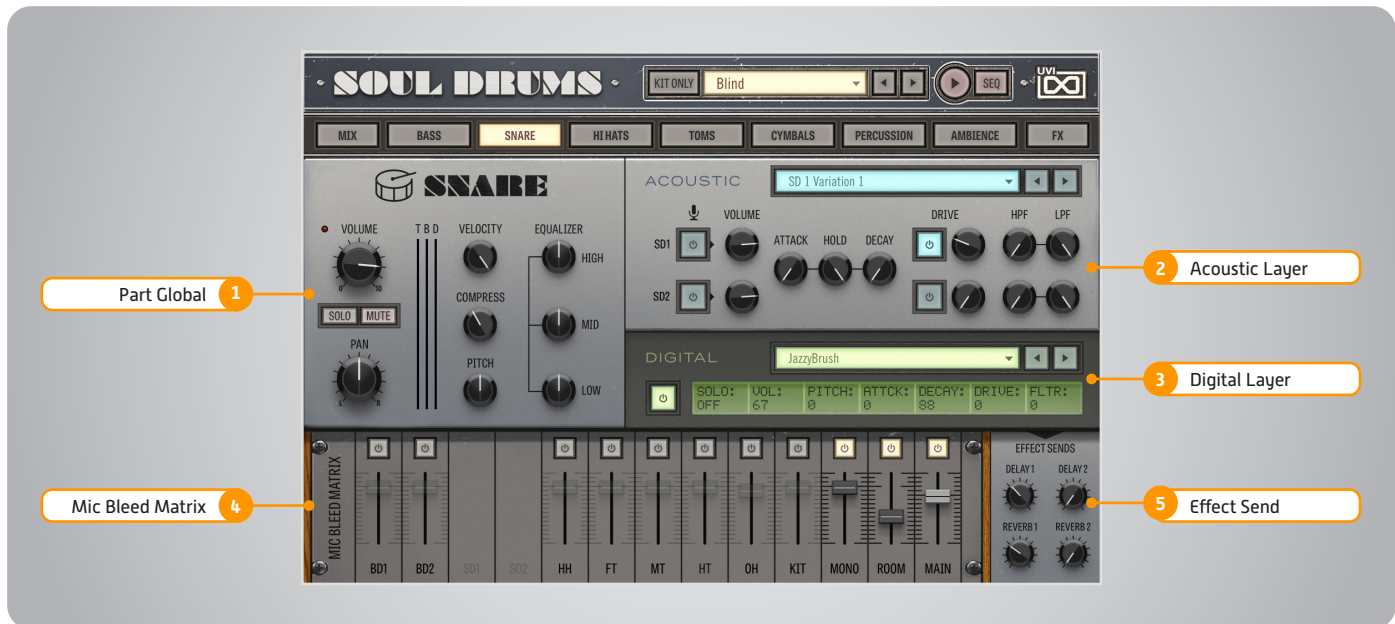 SOUL DRUMS
KIT ONLY
Blind
SEQ
UVI
MIX
BASS
SNARE
HI HATS
TOMS
CYMBALS
PERCUSSION
AMBIENCE
FX
SNARE
VOLUME
0
10
SOLO
MUTE
PAN
L
R
T B D
VELOCITY
COMPRESS
PITCH
EQUALIZER
HIGH
MID
LOW
ACOUSTIC
SD 1 Variation 1
VOLUME
DRIVE
HPF
LPF
SD1
ATTACK
HOLD
DECAY
SD2
DIGITAL
JazzyBrush
SOLO: VOL: PITCH: ATTCK: DECAY: DRIVE: FLTR:
OFF 67 0 0 88 0 0
MIC BLEED MATRIX
BD1
BD2
SD1
SD2
HH
FT
MT
HT
OH
KIT
MONO
ROOM
MAIN
EFFECT SENDS
DELAY 1
DELAY 2
REVERB 1
REVERB 2
Part Global 1
2 Acoustic Layer
3 Digital Layer
Mic Bleed Matrix 4
5 Effect Send